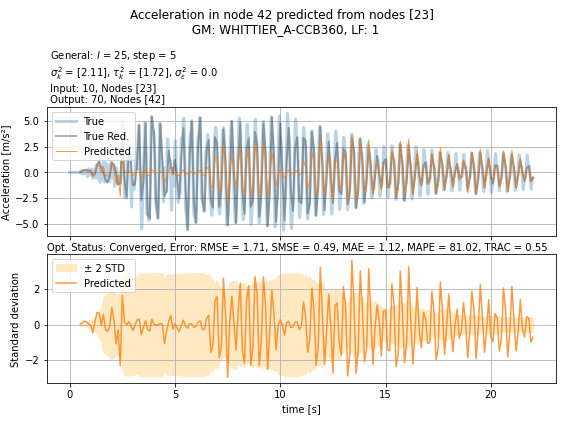 Acceleration in node 42 predicted from nodes [23]
GM: WHITTIER_A-CCB360, LF: 1
General: l = 25, step = 5
σ²_k = [2.11], τ²_k = [1.72], σ²_ε = 0.0
Input: 10, Nodes [23]
Output: 70, Nodes [42]
Acceleration [m/s²]
5.0
2.5
0.0
−2.5
−5.0
True
True Red.
Predicted
Opt. Status: Converged, Error: RMSE = 1.71, SMSE = 0.49, MAE = 1.12, MAPE = 81.02, TRAC = 0.55
Standard deviation
2
0
−2
± 2 STD
Predicted
0 5 10 15 20
time [s]